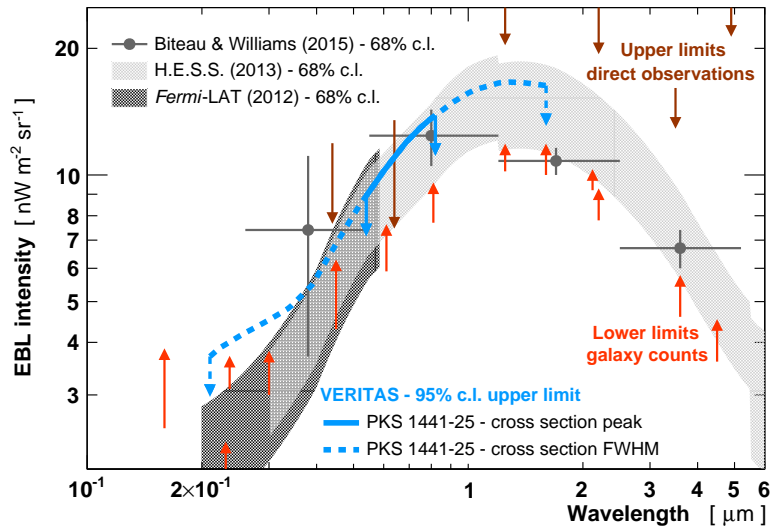 20
10
8
7
6
5
4
3
EBL intensity [ nW m⁻² sr⁻¹ ]
Biteau & Williams (2015) - 68% c.l.
H.E.S.S. (2013) - 68% c.l.
Fermi-LAT (2012) - 68% c.l.
Upper limits
direct observations
Lower limits
galaxy counts
VERITAS - 95% c.l. upper limit
PKS 1441-25 - cross section peak
PKS 1441-25 - cross section FWHM
10⁻¹ 2×10⁻¹ 1 2 3 4 5 6
Wavelength [ μm ]